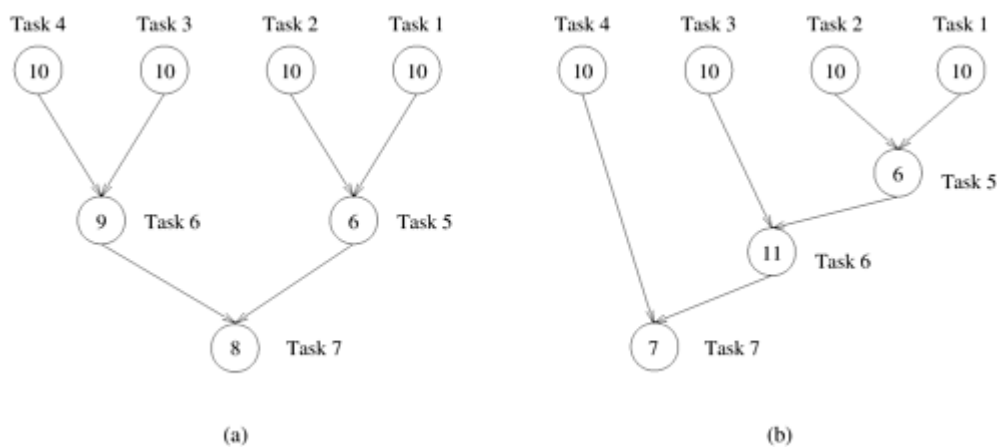 Task 4 Task 3 Task 2 Task 1 Task 4 Task 3 Task 2 Task 1
10 10 10 10 10 10 10 10
6 Task 5
9 Task 6 6 Task 5
11 Task 6
8 Task 7 7 Task 7
(a) (b)